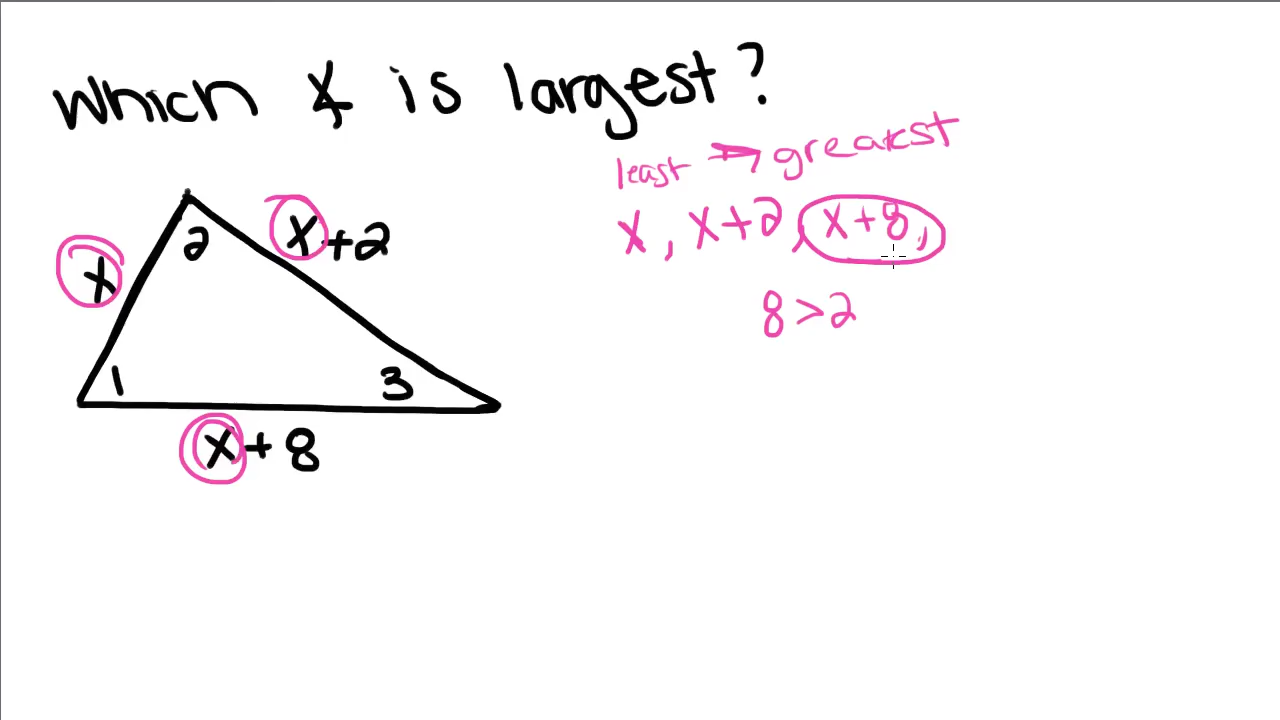 Which ∡ is largest?
least → greatest
x, x+2, x+8,
8>2
2
x+2
x
1
3
x+8